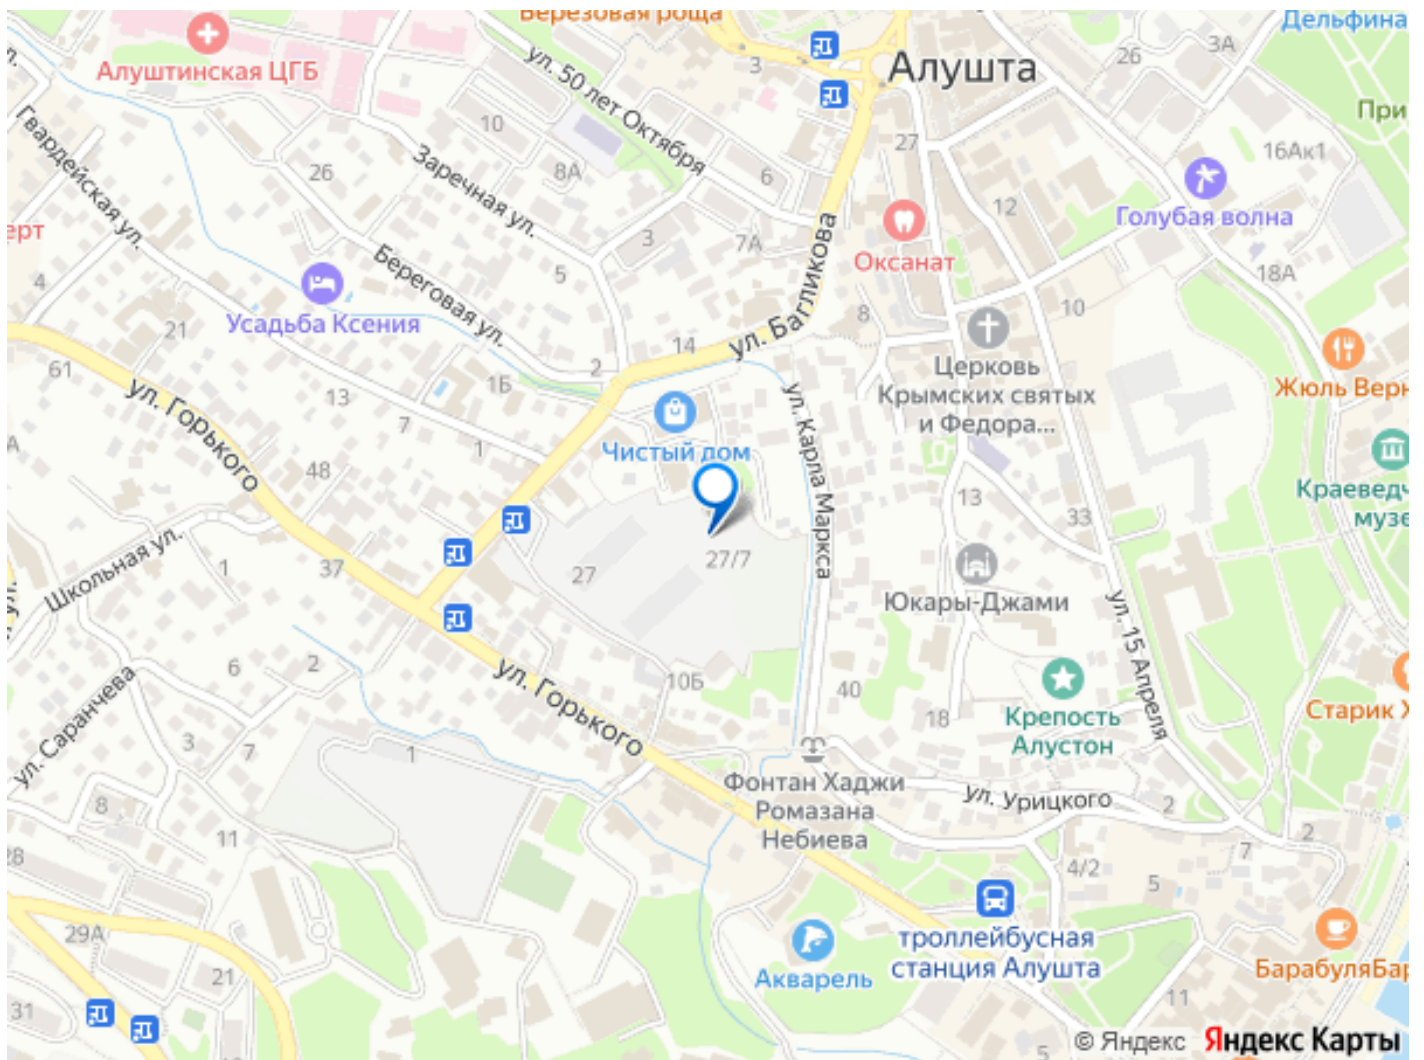 Березовая роща
Дельфина
Алуштинская ЦГБ
ул. 50 лет Октября
3
Алушта
26
3А
При
Гвардейская ул.
10
Заречная ул.
8А
6
27
16Ак1
26
12
Голубая волна
ерт
4
Береговая ул.
3
7А
5
Оксанат
18А
Усадьба Ксения
21
ул. Багликова
8
10
14
2
Церковь
Крымских святых
и Федора...
Жюль Верн
61
ул. Горького
13
1Б
7
1
48
Чистый дом
ул. Карла Маркса
13
33
Краеведч
музе
Школьная ул.
1
37
27
27/7
Юкары-Джами
ул. 15 Апреля
6
2
ул. Горького
10Б
40
18
Крепость
Алустон
Старик Х
ул. Саранчева
3
7
1
8
11
Фонтан Хаджи
Ромазана
Небиева
ул. Урицкого
2
2
7
28
4/2
5
29А
21
31
троллейбусная
станция Алушта
Акварель
БарабуляБар
11
5
© Яндекс Яндекс Карты